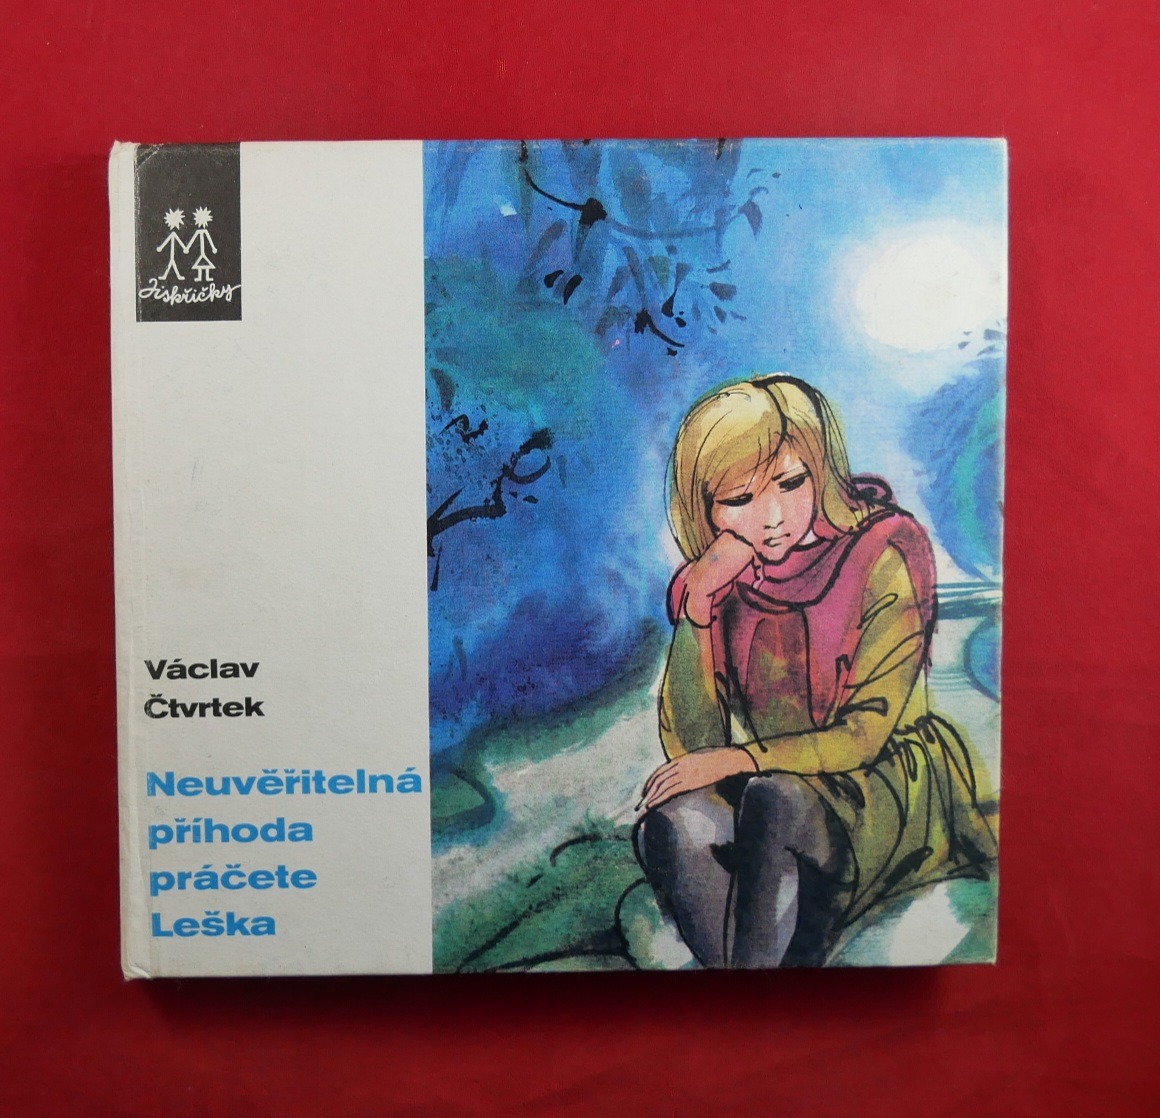 Jiskřičky
Václav
Čtvrtek
Neuvěřitelná
příhoda
práčete
Leška